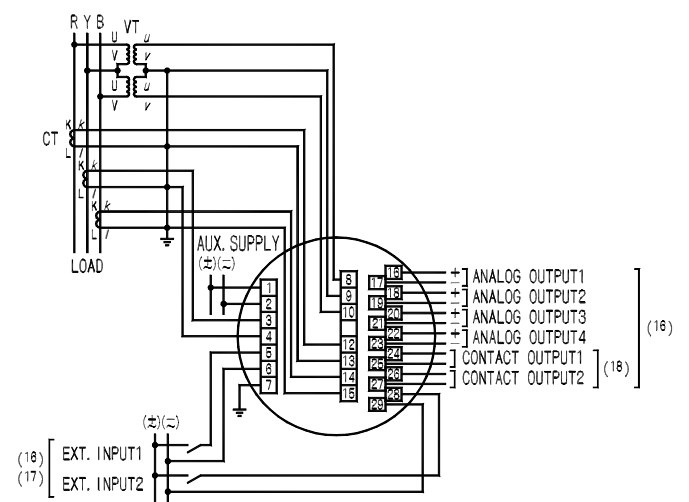 R Y B
VT
U u
V v
U u
V v
CT
K k
L l
K k
L l
K k
L l
LOAD
AUX. SUPPLY
(±)(∓)
1
2
3
4
5
6
7
8
9
10
12
13
14
15
16
17
18
19
20
21
22
23
24
25
26
27
28
29
+
− ANALOG OUTPUT1
+
− ANALOG OUTPUT2
+
− ANALOG OUTPUT3
+
− ANALOG OUTPUT4
CONTACT OUTPUT1
CONTACT OUTPUT2
(18)
(16)
(±)(∓)
(16)
(17)
EXT. INPUT1
EXT. INPUT2